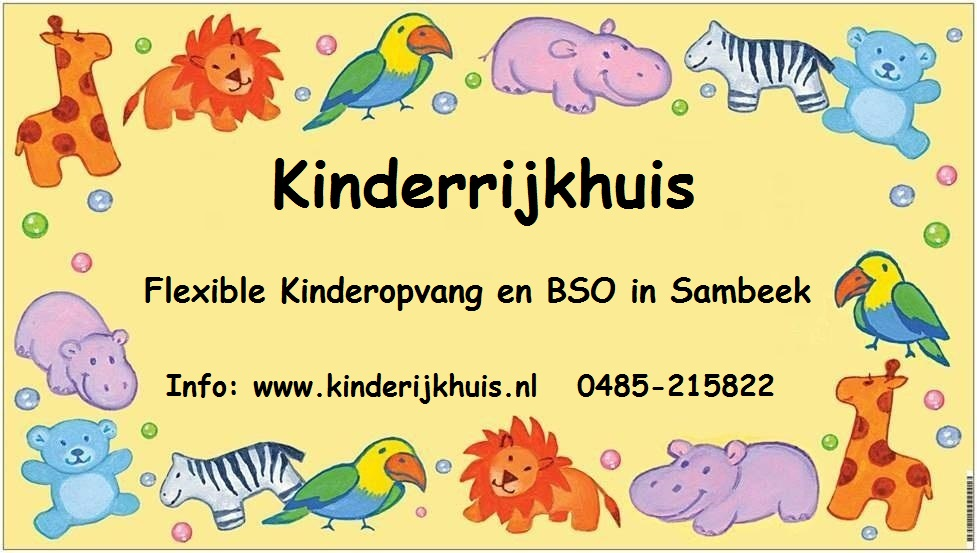 Kinderrijkhuis
Flexible Kinderopvang en BSO in Sambeek
Info: www.kinderijkhuis.nl 0485-215822